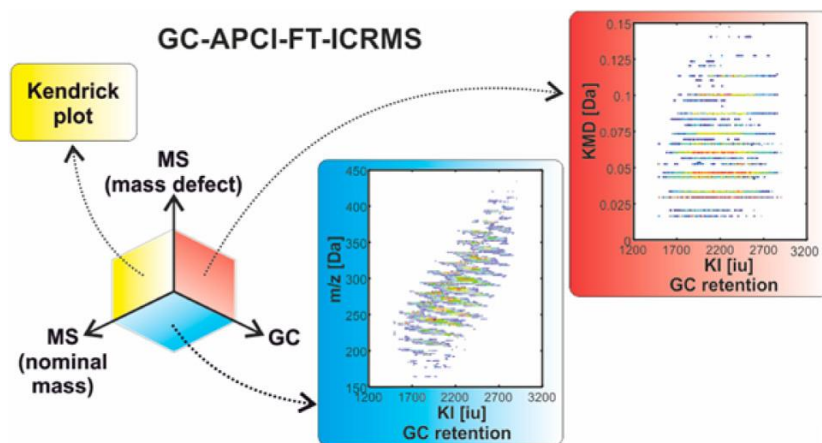 GC-APCI-FT-ICRMS
Kendrick
plot
MS
(mass defect)
MS
(nominal
mass)
GC
m/z [Da]
450
400
350
300
250
200
150
1200 1700 2200 2700 3200
KI [iu]
GC retention
KMD [Da]
0.15
0.125
0.1
0.075
0.05
0.025
0
1200 1700 2200 2700 3200
KI [iu]
GC retention